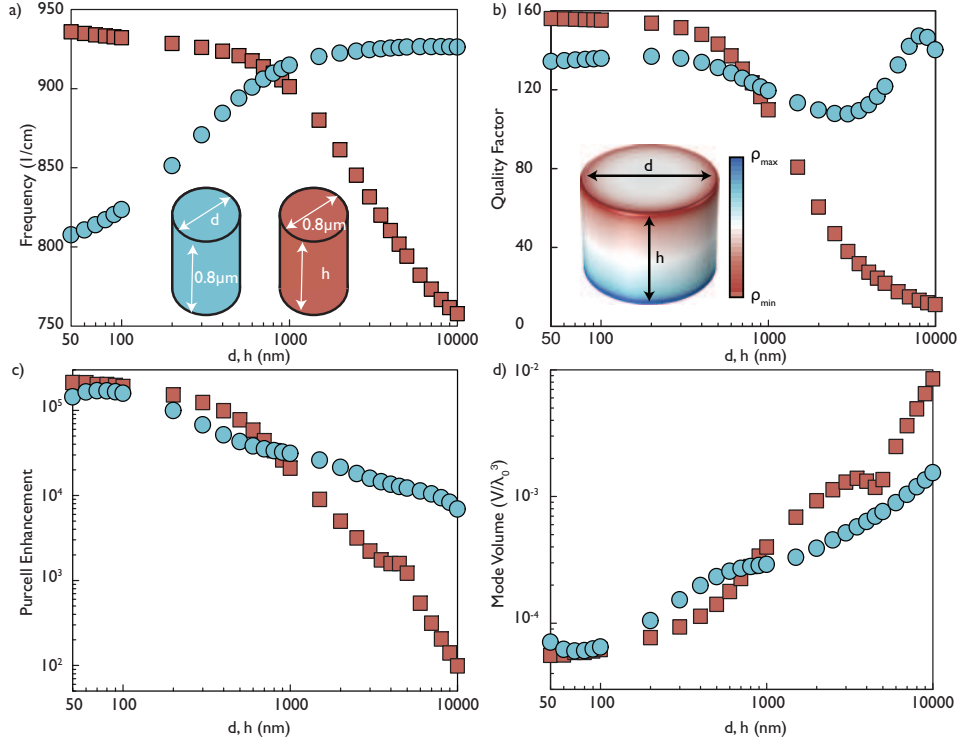 a)
Frequency (1/cm)
950
900
850
800
750
d
0.8µm
0.8µm
h
50 100 1000 10000
d, h (nm)
b)
Quality Factor
160
120
80
40
0
d
h
ρmax
ρmin
50 100 1000 10000
d, h (nm)
c)
Purcell Enhancement
10^5
10^4
10^3
10^2
50 100 1000 10000
d, h (nm)
d)
Mode Volume (V/λ0^3)
10^-2
10^-3
10^-4
50 100 1000 10000
d, h (nm)